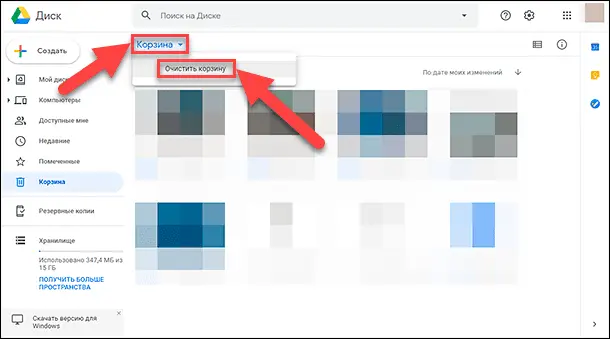 Диск
Поиск на Диске
Создать
Корзина
Очистить корзину
По дате моих изменений
Мой диск
Компьютеры
Доступные мне
Недавние
Помеченные
Корзина
Резервные копии
Хранилище
Использовано 347,4 МБ из
15 ГБ
ПОЛУЧИТЬ БОЛЬШЕ
ПРОСТРАНСТВА
Скачать версию для
Windows